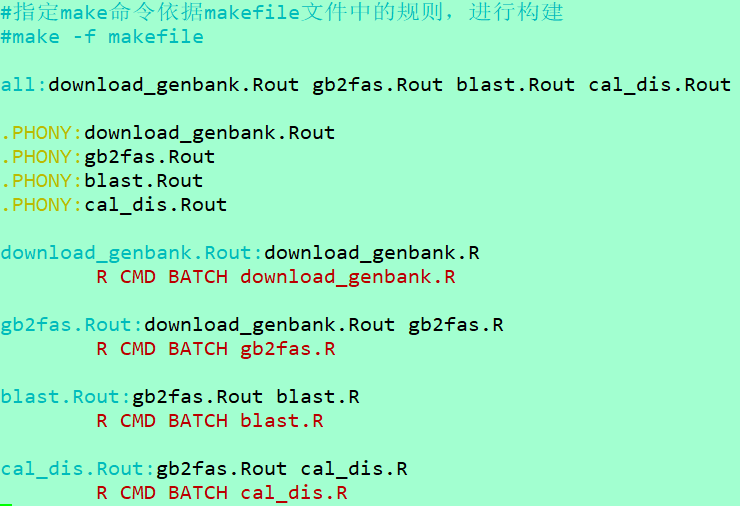 #指定make命令依据makefile文件中的规则，进行构建
#make -f makefile
all:download_genbank.Rout gb2fas.Rout blast.Rout cal_dis.Rout
.PHONY:download_genbank.Rout
.PHONY:gb2fas.Rout
.PHONY:blast.Rout
.PHONY:cal_dis.Rout
download_genbank.Rout:download_genbank.R
R CMD BATCH download_genbank.R
gb2fas.Rout:download_genbank.Rout gb2fas.R
R CMD BATCH gb2fas.R
blast.Rout:gb2fas.Rout blast.R
R CMD BATCH blast.R
cal_dis.Rout:gb2fas.Rout cal_dis.R
R CMD BATCH cal_dis.R